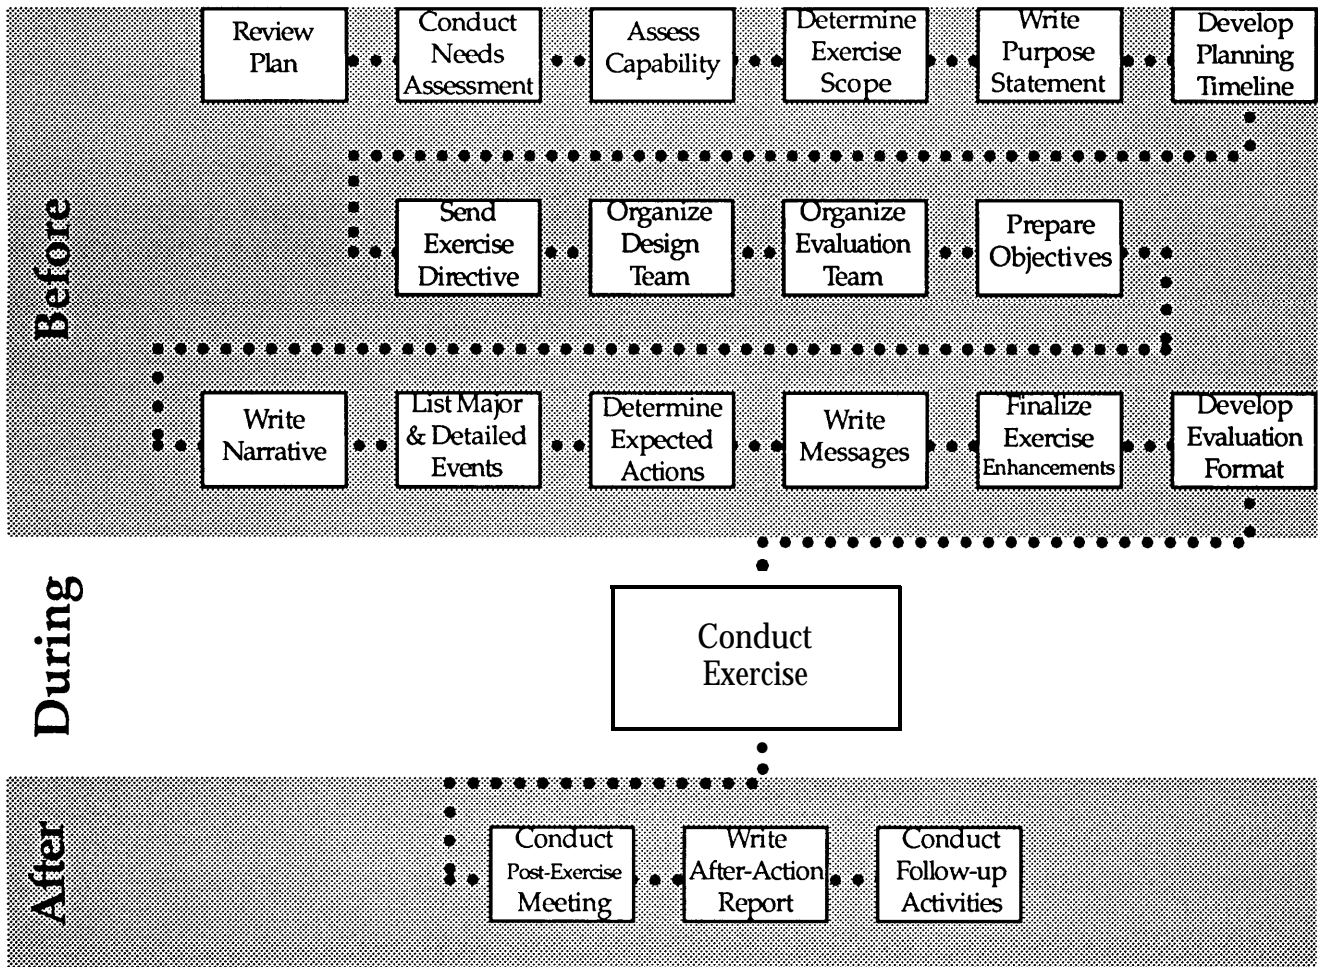 Review
Plan
Conduct
Needs
Assessment
Assess
Capability
Determine
Exercise
Scope
Write
Purpose
Statement
Develop
Planning
Timeline
Before
Send
Exercise
Directive
Organize
Design
Team
Organize
Evaluation
Team
Prepare
Objectives
Write
Narrative
List Major
& Detailed
Events
Determine
Expected
Actions
Write
Messages
Finalize
Exercise
Enhancements
Develop
Evaluation
Format
During
Conduct
Exercise
After
Conduct
Post-Exercise
Meeting
Write
After-Action
Report
Conduct
Follow-up
Activities